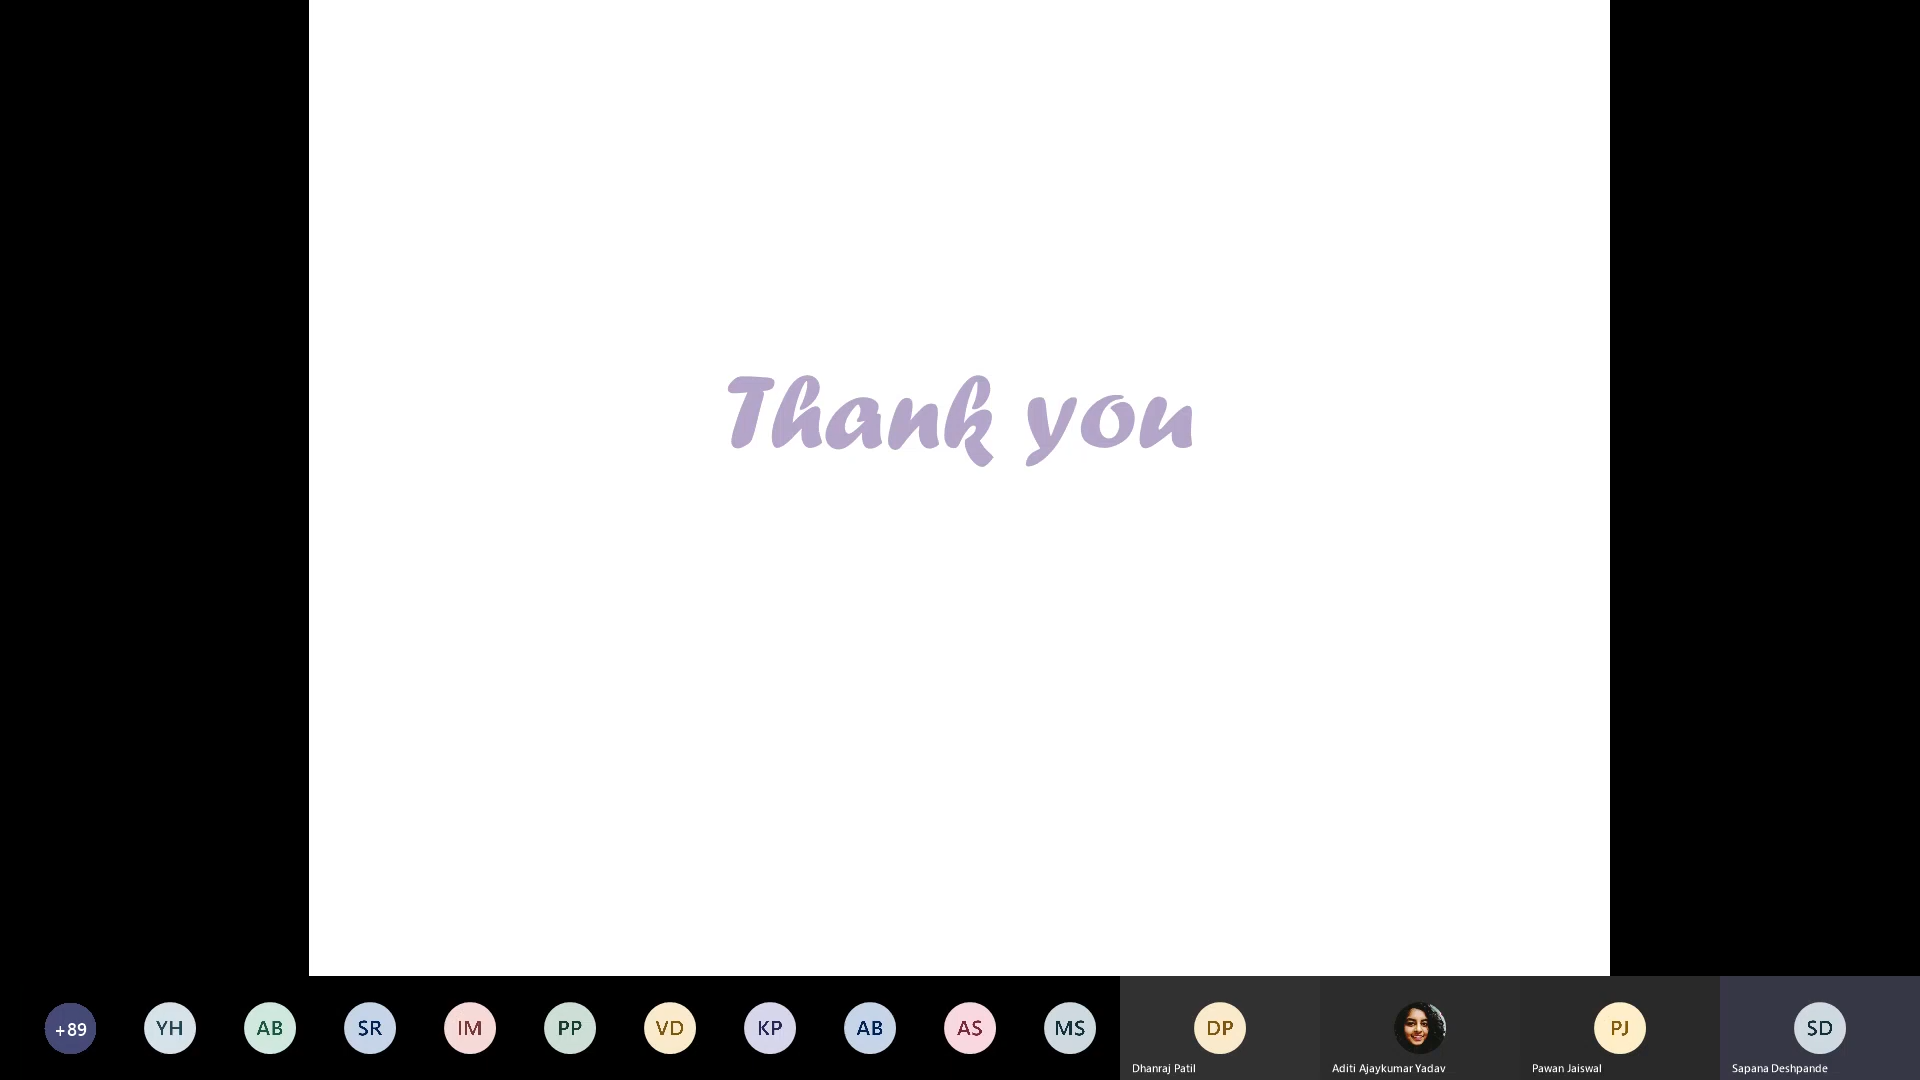 Thank you
+89
YH
AB
SR
IM
PP
VD
KP
AB
AS
MS
DP
Dhanraj Patil
Aditi Ajaykumar Yadav
PJ
Pawan Jaiswal
SD
Sapana Deshpande